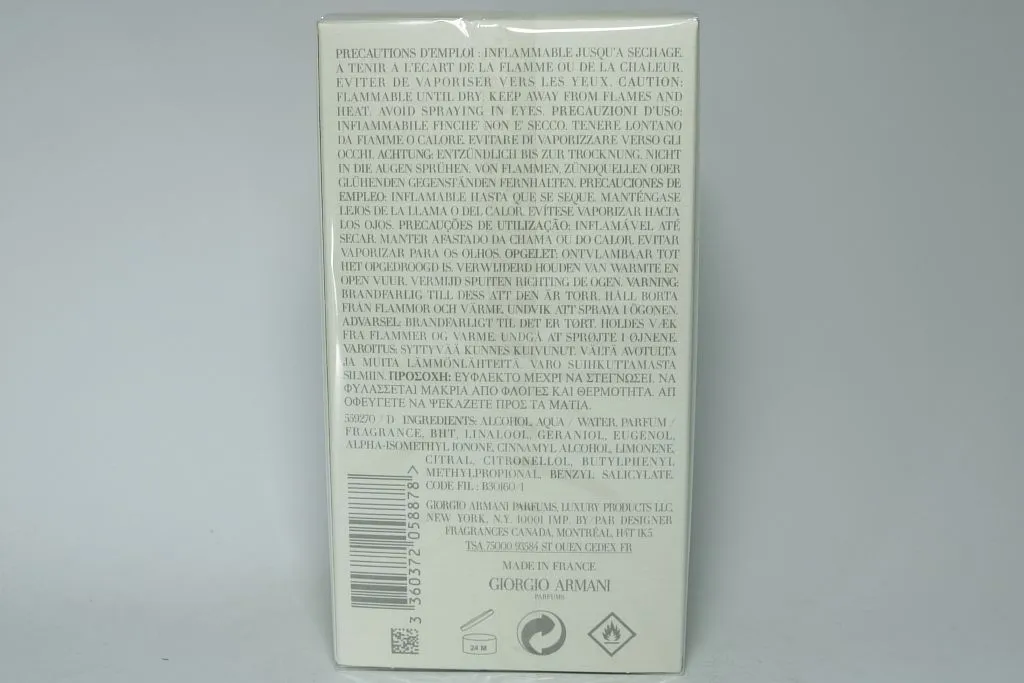 PRECAUTIONS D'EMPLOI : INFLAMMABLE JUSQU'A SECHAGE.
A TENIR À L'ECART DE LA FLAMME OU DE LA CHALEUR.
EVITER DE VAPORISER VERS LES YEUX. CAUTION:
FLAMMABLE UNTIL DRY. KEEP AWAY FROM FLAMES AND
HEAT. AVOID SPRAYING IN EYES. PRECAUZIONI D'USO:
INFIAMMABILE FINCHE' NON E' SECCO. TENERE LONTANO
DA FIAMME O CALORE. EVITARE DI VAPORIZZARE VERSO GLI
OCCHI. ACHTUNG: ENTZÜNDLICH BIS ZUR TROCKNUNG. NICHT
IN DIE AUGEN SPRÜHEN. VON FLAMMEN, ZÜNDQUELLEN ODER
GLÜHENDEN GEGENSTÄNDEN FERNHALTEN. PRECAUCIONES DE
EMPLEO: INFLAMABLE HASTA QUE SE SEQUE. MANTÉNGASE
LEJOS DE LA LLAMA O DEL CALOR. EVÍTESE VAPORIZAR HACIA
LOS OJOS. PRECAUÇÕES DE UTILIZAÇÃO: INFLAMÁVEL ATÉ
SECAR. MANTER AFASTADO DA CHAMA OU DO CALOR. EVITAR
VAPORIZAR PARA OS OLHOS. OPGELET: ONTVLAMBAAR TOT
HET OPGEDROOGD IS. VERWIJDERD HOUDEN VAN WARMTE EN
OPEN VUUR. VERMIJD SPUITEN RICHTING DE OGEN. VARNING:
BRANDFARLIG TILL DESS ATT DEN ÄR TORR. HÅLL BORTA
FRÅN FLAMMOR OCH VÄRME. UNDVIK ATT SPRAYA I ÖGONEN.
ADVARSEL: BRANDFARLIGT TIL DET ER TØRT. HOLDES VÆK
FRA FLAMMER OG VARME. UNDGÅ AT SPRØJTE I ØJNENE.
VAROITUS: SYTTYVÄÄ KUNNES KUIVUNUT. VÄLTÄ AVOTULTA
JA MUITA LÄMMÖNLÄHTEITÄ. VARO SUIHKUTTAMASTA
SILMIIN. ΠΡΟΣΟΧΗ: ΕΥΦΛΕΚΤΟ ΜΕΧΡΙ ΝΑ ΣΤΕΓΝΩΣΕΙ. ΝΑ
ΦΥΛΑΣΣΕΤΑΙ ΜΑΚΡΙΑ ΑΠΟ ΦΛΟΓΕΣ ΚΑΙ ΘΕΡΜΟΤΗΤΑ. ΑΠ
ΟΦΕΥΓΕΤΕ ΝΑ ΨΕΚΑΖΕΤΕ ΠΡΟΣ ΤΑ ΜΑΤΙΑ.
559270 / D INGREDIENTS: ALCOHOL, AQUA / WATER, PARFUM /
FRAGRANCE, BHT, LINALOOL, GERANIOL, EUGENOL,
ALPHA-ISOMETHYL IONONE, CINNAMYL ALCOHOL, LIMONENE,
CITRAL, CITRONELLOL, BUTYLPHENYL
METHYLPROPIONAL, BENZYL SALICYLATE.
CODE FIL : B30160/1
GIORGIO ARMANI PARFUMS, LUXURY PRODUCTS LLC,
NEW YORK, N.Y. 10001 IMP. BY/PAR DESIGNER
FRAGRANCES CANADA, MONTRÉAL, H4T 1K5.
TSA 75000 93584 ST OUEN CEDEX FR
MADE IN FRANCE
GIORGIO ARMANI
PARFUMS
3 360372 058878 >
24 M